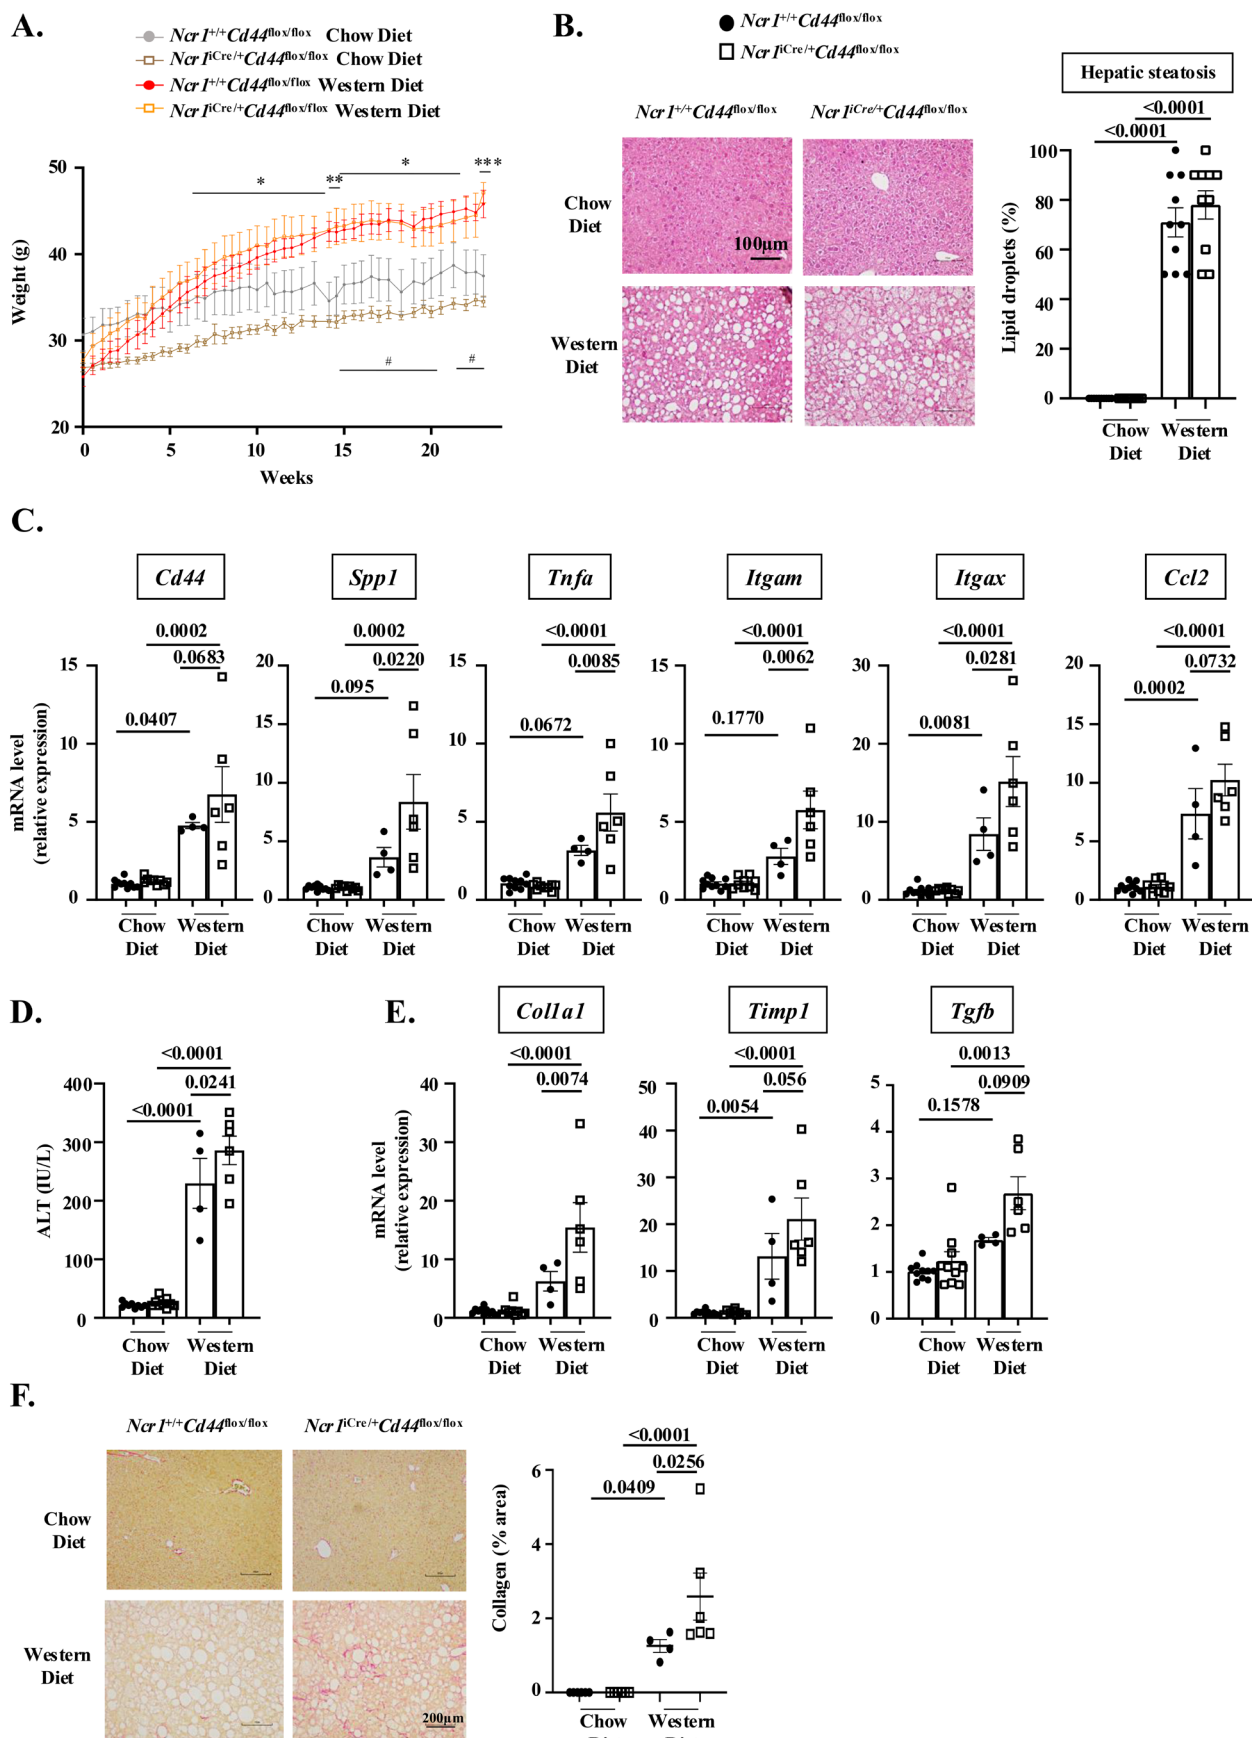 A.
Ncr1+/+Cd44flox/flox Chow Diet
Ncr1iCre/+Cd44flox/flox Chow Diet
Ncr1+/+Cd44flox/flox Western Diet
Ncr1iCre/+Cd44flox/flox Western Diet
Weight (g)
50
40
30
20
*
**
*
***
#
#
0 5 10 15 20
Weeks
B.
Ncr1+/+Cd44flox/flox
Ncr1iCre/+Cd44flox/flox
Ncr1+/+Cd44flox/flox Ncr1iCre/+Cd44flox/flox
Chow
Diet
100µm
Western
Diet
Hepatic steatosis
<0.0001
<0.0001
Lipid droplets (%)
100
80
60
40
20
0
Chow Western
Diet Diet
C.
mRNA level
(relative expression)
Cd44
0.0002
0.0683
0.0407
15
10
5
0
Chow Western
Diet Diet
Spp1
0.0002
0.0220
0.095
20
15
10
5
0
Chow Western
Diet Diet
Tnfa
<0.0001
0.0085
0.0672
15
10
5
0
Chow Western
Diet Diet
Itgam
<0.0001
0.0062
0.1770
15
10
5
0
Chow Western
Diet Diet
Itgax
<0.0001
0.0281
0.0081
30
20
10
0
Chow Western
Diet Diet
Ccl2
<0.0001
0.0732
0.0002
20
15
10
5
0
Chow Western
Diet Diet
D.
<0.0001
0.0241
<0.0001
ALT (IU/L)
400
300
200
100
0
Chow Western
Diet Diet
E.
mRNA level
(relative expression)
Col1a1
<0.0001
0.0074
40
30
20
10
0
Chow Western
Diet Diet
Timp1
<0.0001
0.056
0.0054
50
40
30
20
10
0
Chow Western
Diet Diet
Tgfb
0.0013
0.0909
0.1578
5
4
3
2
1
0
Chow Western
Diet Diet
F.
Ncr1+/+Cd44flox/flox Ncr1iCre/+Cd44flox/flox
Chow
Diet
Western
Diet
200µm
<0.0001
0.0256
0.0409
Collagen (% area)
6
4
2
0
Chow Western